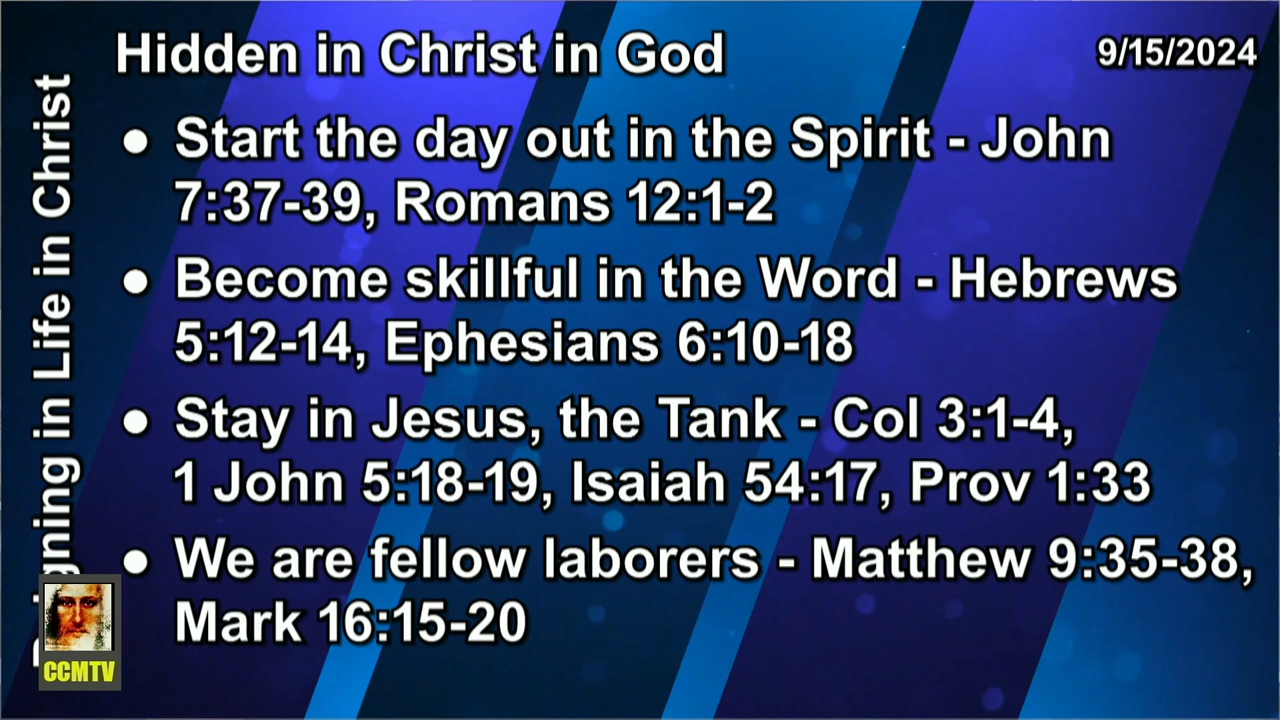 Hidden in Christ in God
9/15/2024
● Start the day out in the Spirit - John
7:37-39, Romans 12:1-2
● Become skillful in the Word - Hebrews
5:12-14, Ephesians 6:10-18
● Stay in Jesus, the Tank - Col 3:1-4,
1 John 5:18-19, Isaiah 54:17, Prov 1:33
● We are fellow laborers - Matthew 9:35-38,
Mark 16:15-20
in Life in Christ
CCMTV